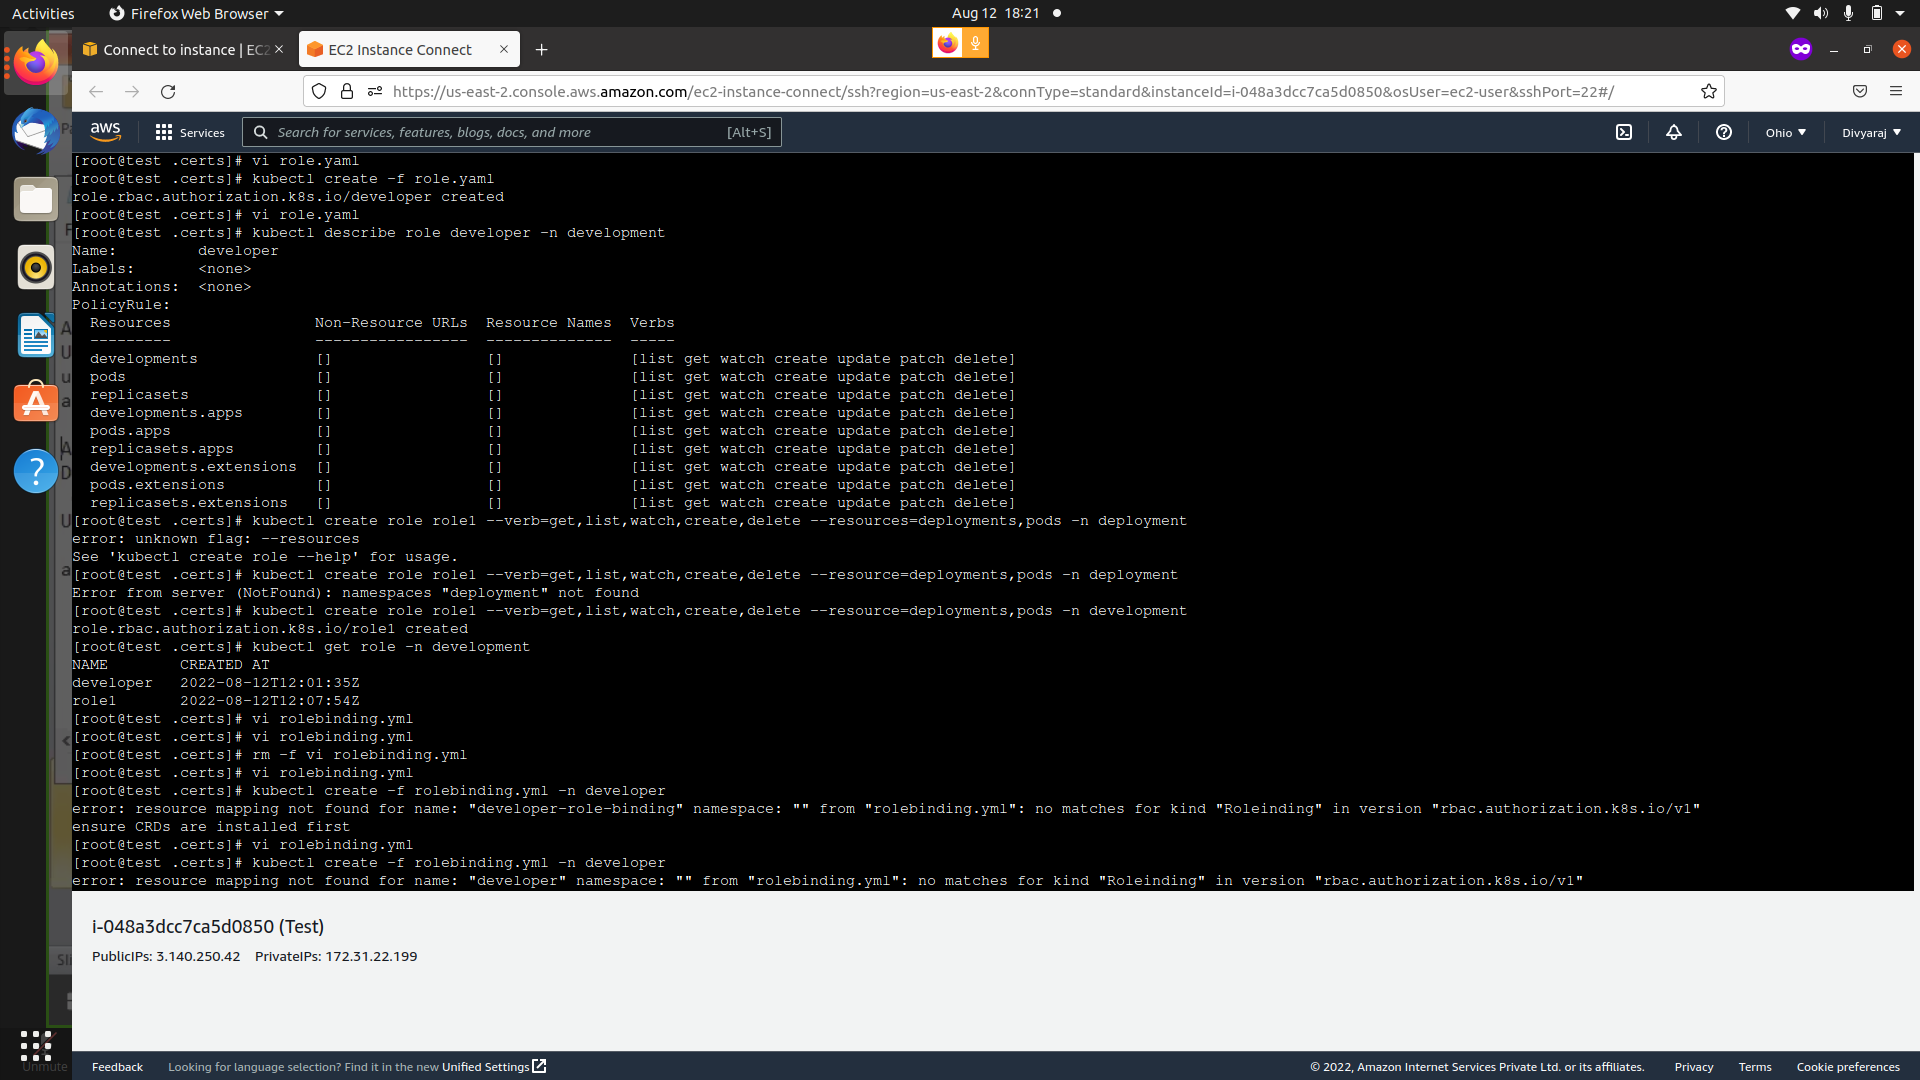 Activities
Firefox Web Browser
Aug 12 18:21
Connect to instance | EC2
EC2 Instance Connect
https://us-east-2.console.aws.amazon.com/ec2-instance-connect/ssh?region=us-east-2&connType=standard&instanceId=i-048a3dcc7ca5d0850&osUser=ec2-user&sshPort=22#/
aws
Services
Search for services, features, blogs, docs, and more
[Alt+S]
Ohio
Divyaraj
[root@test .certs]# vi role.yaml
[root@test .certs]# kubectl create -f role.yaml
role.rbac.authorization.k8s.io/developer created
[root@test .certs]# vi role.yaml
[root@test .certs]# kubectl describe role developer -n development
Name:         developer
Labels:       <none>
Annotations:  <none>
PolicyRule:
  Resources                Non-Resource URLs  Resource Names  Verbs
  ---------                -----------------  --------------  -----
  developments             []                 []              [list get watch create update patch delete]
  pods                     []                 []              [list get watch create update patch delete]
  replicasets              []                 []              [list get watch create update patch delete]
  developments.apps        []                 []              [list get watch create update patch delete]
  pods.apps                []                 []              [list get watch create update patch delete]
  replicasets.apps         []                 []              [list get watch create update patch delete]
  developments.extensions  []                 []              [list get watch create update patch delete]
  pods.extensions          []                 []              [list get watch create update patch delete]
  replicasets.extensions   []                 []              [list get watch create update patch delete]
[root@test .certs]# kubectl create role role1 --verb=get,list,watch,create,delete --resources=deployments,pods -n deployment
error: unknown flag: --resources
See 'kubectl create role --help' for usage.
[root@test .certs]# kubectl create role role1 --verb=get,list,watch,create,delete --resource=deployments,pods -n deployment
Error from server (NotFound): namespaces "deployment" not found
[root@test .certs]# kubectl create role role1 --verb=get,list,watch,create,delete --resource=deployments,pods -n development
role.rbac.authorization.k8s.io/role1 created
[root@test .certs]# kubectl get role -n development
NAME        CREATED AT
developer   2022-08-12T12:01:35Z
role1       2022-08-12T12:07:54Z
[root@test .certs]# vi rolebinding.yml
[root@test .certs]# vi rolebinding.yml
[root@test .certs]# rm -f vi rolebinding.yml
[root@test .certs]# vi rolebinding.yml
[root@test .certs]# kubectl create -f rolebinding.yml -n developer
error: resource mapping not found for name: "developer-role-binding" namespace: "" from "rolebinding.yml": no matches for kind "Roleinding" in version "rbac.authorization.k8s.io/v1"
ensure CRDs are installed first
[root@test .certs]# vi rolebinding.yml
[root@test .certs]# kubectl create -f rolebinding.yml -n developer
error: resource mapping not found for name: "developer" namespace: "" from "rolebinding.yml": no matches for kind "Roleinding" in version "rbac.authorization.k8s.io/v1"
i-048a3dcc7ca5d0850 (Test)
PublicIPs: 3.140.250.42 PrivateIPs: 172.31.22.199
Unmute
Feedback
Looking for language selection? Find it in the new Unified Settings
© 2022, Amazon Internet Services Private Ltd. or its affiliates.
Privacy
Terms
Cookie preferences